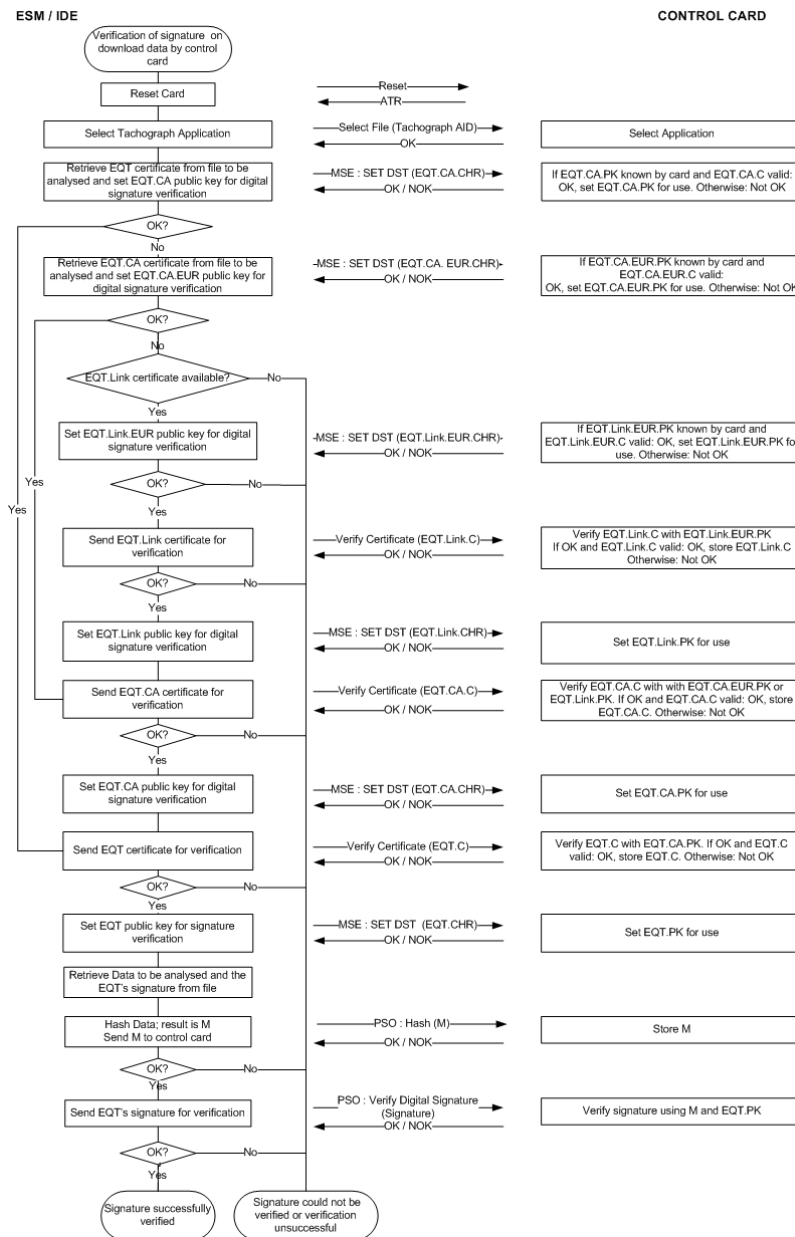 ESM / IDE
CONTROL CARD
Verification of signature on
download data by control
card
Reset Card
Reset
ATR
Select Tachograph Application
Select File (Tachograph AID)
OK
Select Application
Retrieve EQT certificate from file to be
analysed and set EQT.CA public key for digital
signature verification
MSE : SET DST (EQT.CA.CHR)
OK / NOK
If EQT.CA.PK known by card and EQT.CA.C valid:
OK, set EQT.CA.PK for use. Otherwise: Not OK
OK?
No
Retrieve EQT.CA certificate from file to be
analysed and set EQT.CA.EUR public key for
digital signature verification
MSE : SET DST (EQT.CA. EUR.CHR)
OK / NOK
If EQT.CA.EUR.PK known by card and
EQT.CA.EUR.C valid:
OK, set EQT.CA.EUR.PK for use. Otherwise: Not OK
OK?
No
EQT.Link certificate available?
No
Yes
Set EQT.Link.EUR public key for digital
signature verification
MSE : SET DST (EQT.Link.EUR.CHR)
OK / NOK
If EQT.Link.EUR.PK known by card and
EQT.Link.EUR.C valid: OK, set EQT.Link.EUR.PK fo
use. Otherwise: Not OK
OK?
No
Yes
Yes
Yes
Send EQT.Link certificate for
verification
Verify Certificate (EQT.Link.C)
OK / NOK
Verify EQT.Link.C with EQT.Link.EUR.PK
If OK and EQT.Link.C valid: OK, store EQT.Link.C
Otherwise: Not OK
OK?
No
Yes
Set EQT.Link public key for digital
signature verification
MSE : SET DST (EQT.Link.CHR)
OK / NOK
Set EQT.Link.PK for use
Send EQT.CA certificate for
verification
Verify Certificate (EQT.CA.C)
OK / NOK
Verify EQT.CA.C with with EQT.CA.EUR.PK or
EQT.Link.PK. If OK and EQT.CA.C valid: OK, store
EQT.CA.C. Otherwise: Not OK
OK?
No
Yes
Set EQT.CA public key for digital
signature verification
MSE : SET DST (EQT.CA.CHR)
OK / NOK
Set EQT.CA.PK for use
Send EQT certificate for verification
Verify Certificate (EQT.C)
OK / NOK
Verify EQT.C with EQT.CA.PK. If OK and EQT.C
valid: OK, store EQT.C. Otherwise: Not OK
OK?
No
Yes
Set EQT public key for signature
verification
MSE : SET DST (EQT.CHR)
OK / NOK
Set EQT.PK for use
Retrieve Data to be analysed and the
EQT's signature from file
Hash Data; result is M
Send M to control card
PSO : Hash (M)
OK / NOK
Store M
OK?
No
Yes
Send EQT's signature for verification
PSO : Verify Digital Signature
(Signature)
OK / NOK
Verify signature using M and EQT.PK
OK?
No
Yes
Signature successfully
verified
Signature could not be
verified or verification
unsuccessful